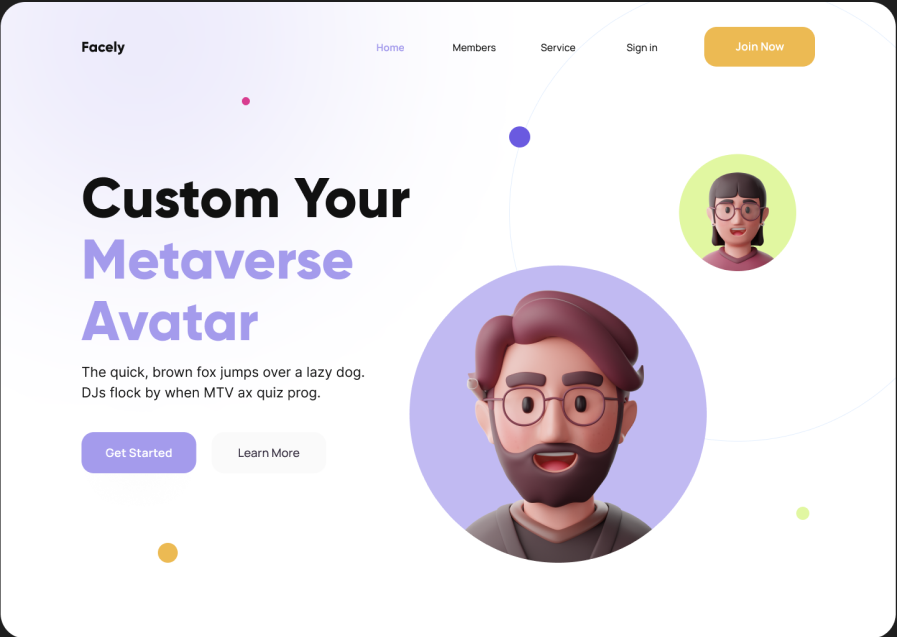 Facely
Home
Members
Service
Sign in
Join Now
Custom Your
Metaverse
Avatar
The quick, brown fox jumps over a lazy dog.
DJs flock by when MTV ax quiz prog.
Get Started
Learn More